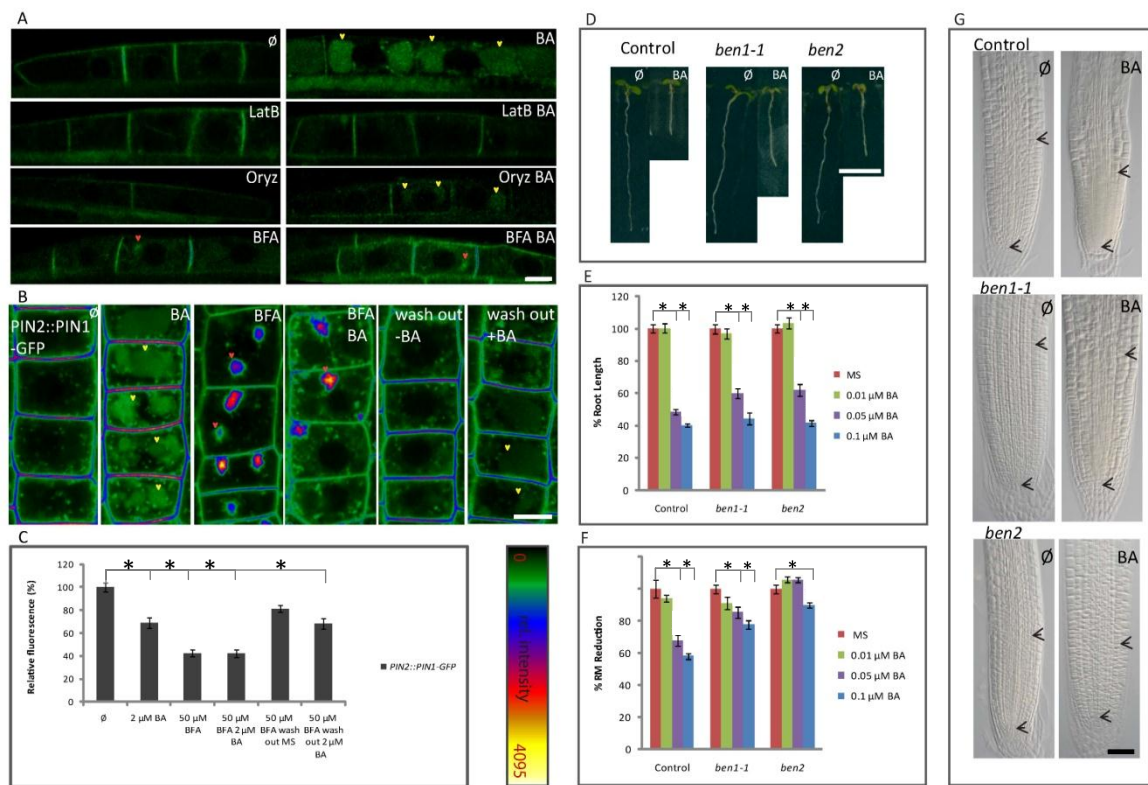 A
Ø
BA
LatB
LatB BA
Oryz
Oryz BA
BFA
BFA BA
B
PIN2::PIN1
-GFP
Ø
BA
BFA
BFA
BA
wash out
-BA
wash out
+BA
C
Relative fluorescence (%)
120
100
80
60
40
20
0
Ø
2 µM BA
50 µM
BFA
50 µM
BFA 2 µM
BA
50 µM
BFA wash
out MS
50 µM
BFA wash
out 2 µM
BA
* * * *
PIN2::PIN1-GFP
0
intensity
4095
D
Control
ben1-1
ben2
Ø
BA
Ø
BA
Ø
BA
E
% Root Length
120
100
80
60
40
20
0
* * * * * *
Control
ben1-1
ben2
MS
0.01 µM BA
0.05 µM BA
0.1 µM BA
F
% RM Reduction
80
60
40
20
0
* * * * *
Control
ben1-1
ben2
MS
0.01 µM BA
0.05 µM BA
0.1 µM BA
G
Control
Ø
BA
ben1-1
Ø
BA
ben2
Ø
BA